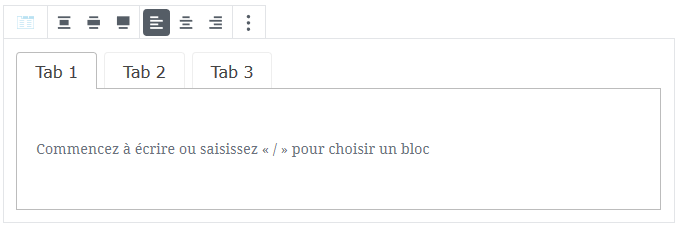 Tab 1 Tab 2 Tab 3
Commencez à écrire ou saisissez « / » pour choisir un bloc